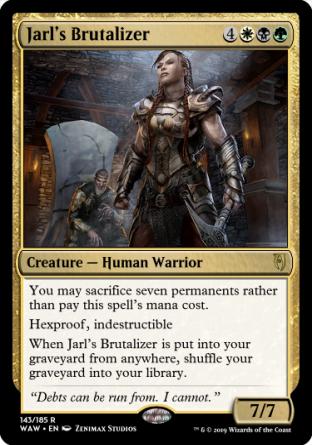 Jarl's Brutalizer 4
Creature — Human Warrior
You may sacrifice seven permanents rather
than pay this spell's mana cost.
Hexproof, indestructible
When Jarl's Brutalizer is put into your
graveyard from anywhere, shuffle your
graveyard into your library.
"Debts can be run from. I cannot."
7/7
143/185 R
WAW • EN ZENIMAX STUDIOS
™ & © 2019 Wizards of the Coast